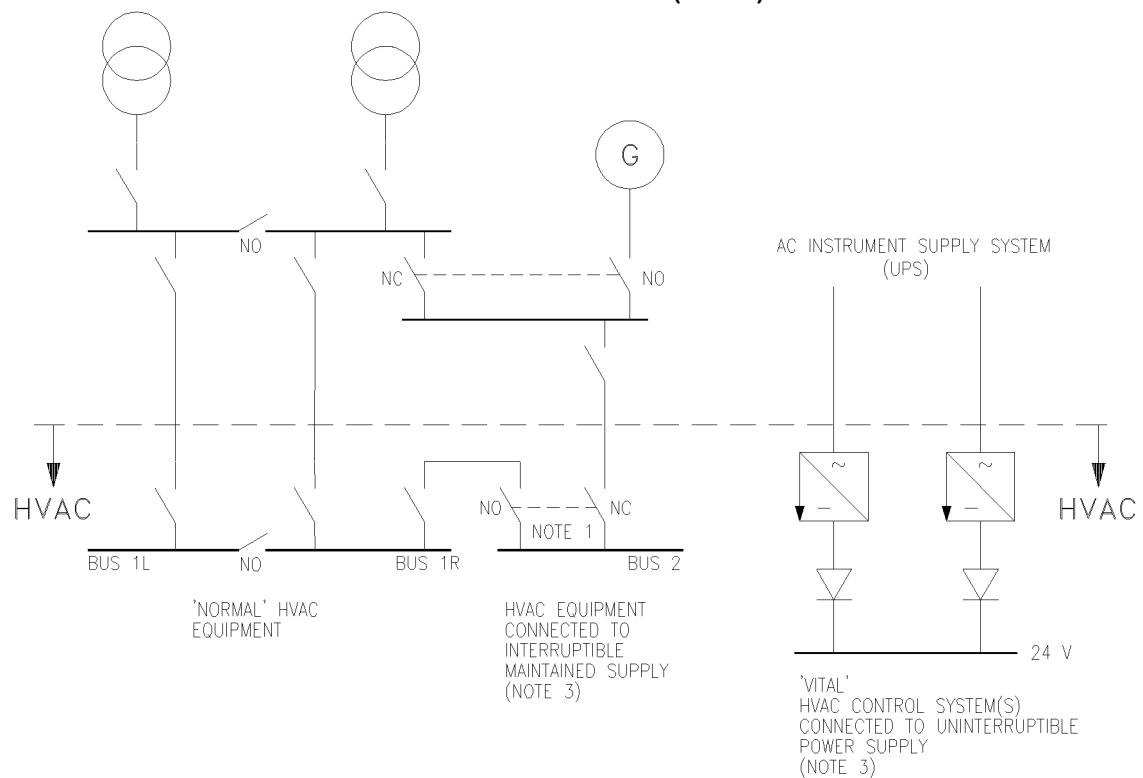 G
NO
NC
NO
AC INSTRUMENT SUPPLY SYSTEM
(UPS)
~
~
HVAC
–
–
HVAC
NO
NC
NOTE 1
BUS 1L
NO
BUS 1R
BUS 2
'NORMAL' HVAC
EQUIPMENT
HVAC EQUIPMENT
CONNECTED TO
INTERRUPTIBLE
MAINTAINED SUPPLY
(NOTE 3)
24 V
'VITAL'
HVAC CONTROL SYSTEM(S)
CONNECTED TO UNINTERRUPTIBLE
POWER SUPPLY
(NOTE 3)